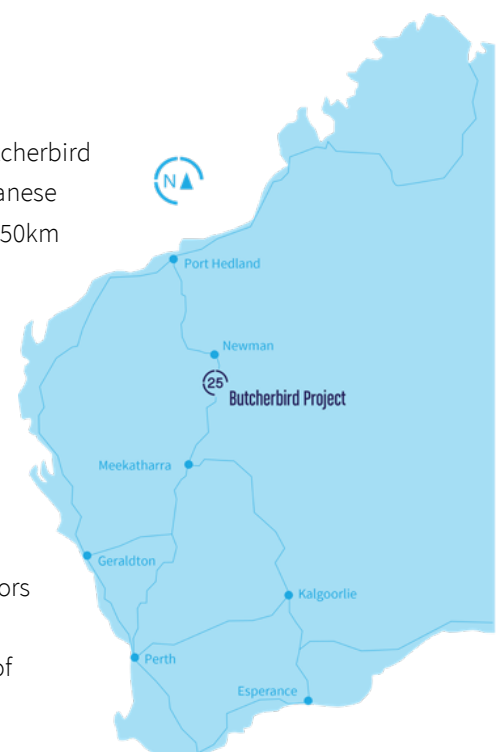 cherbird
anese
50km
N
Port Hedland
Newman
25
Butcherbird Project
Meekatharra
Geraldton
ors
Kalgoorlie
Perth
of
Esperance